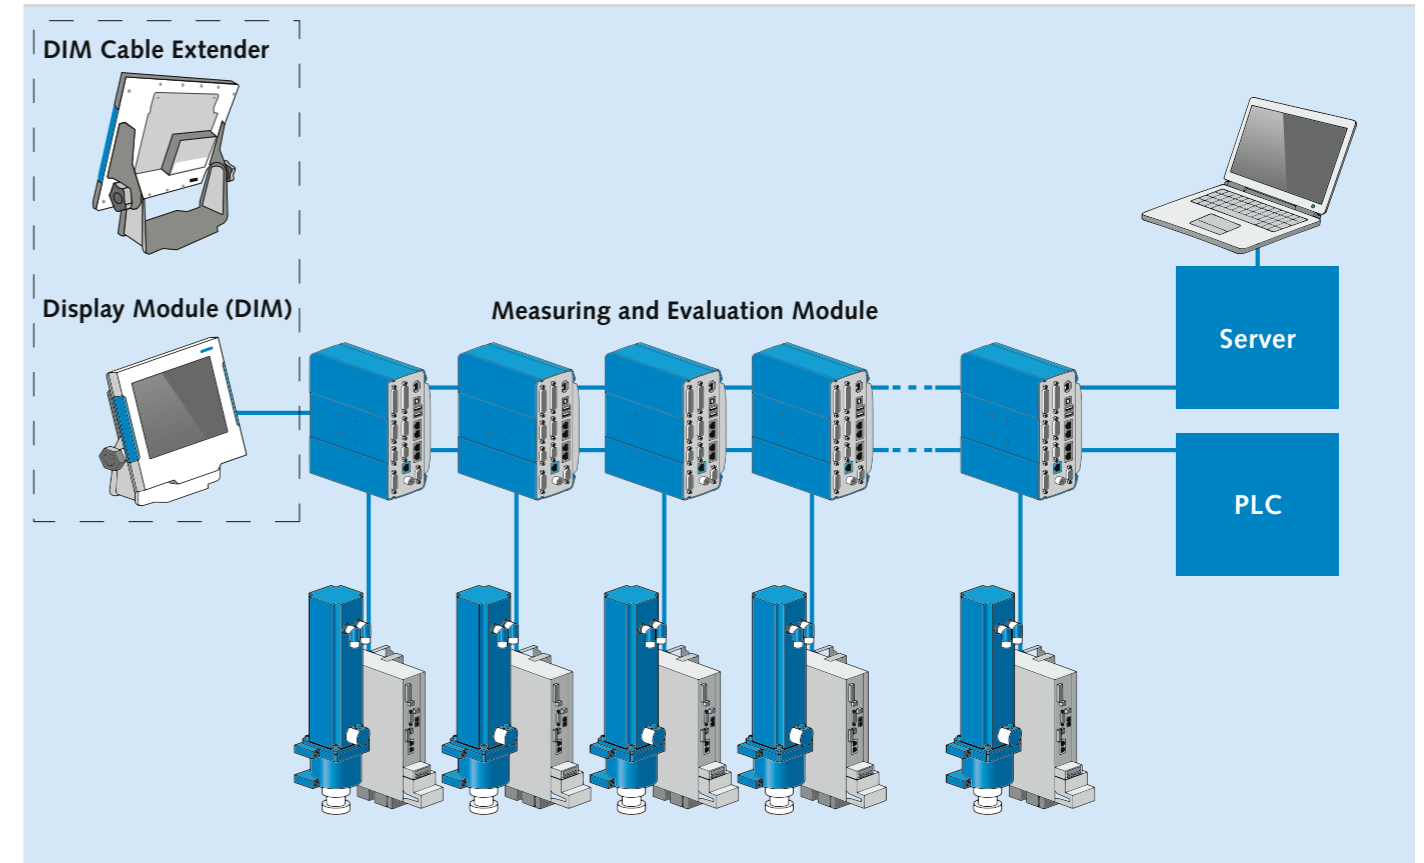 DIM Cable Extender
Display Module (DIM)
Measuring and Evaluation Module
Server
PLC